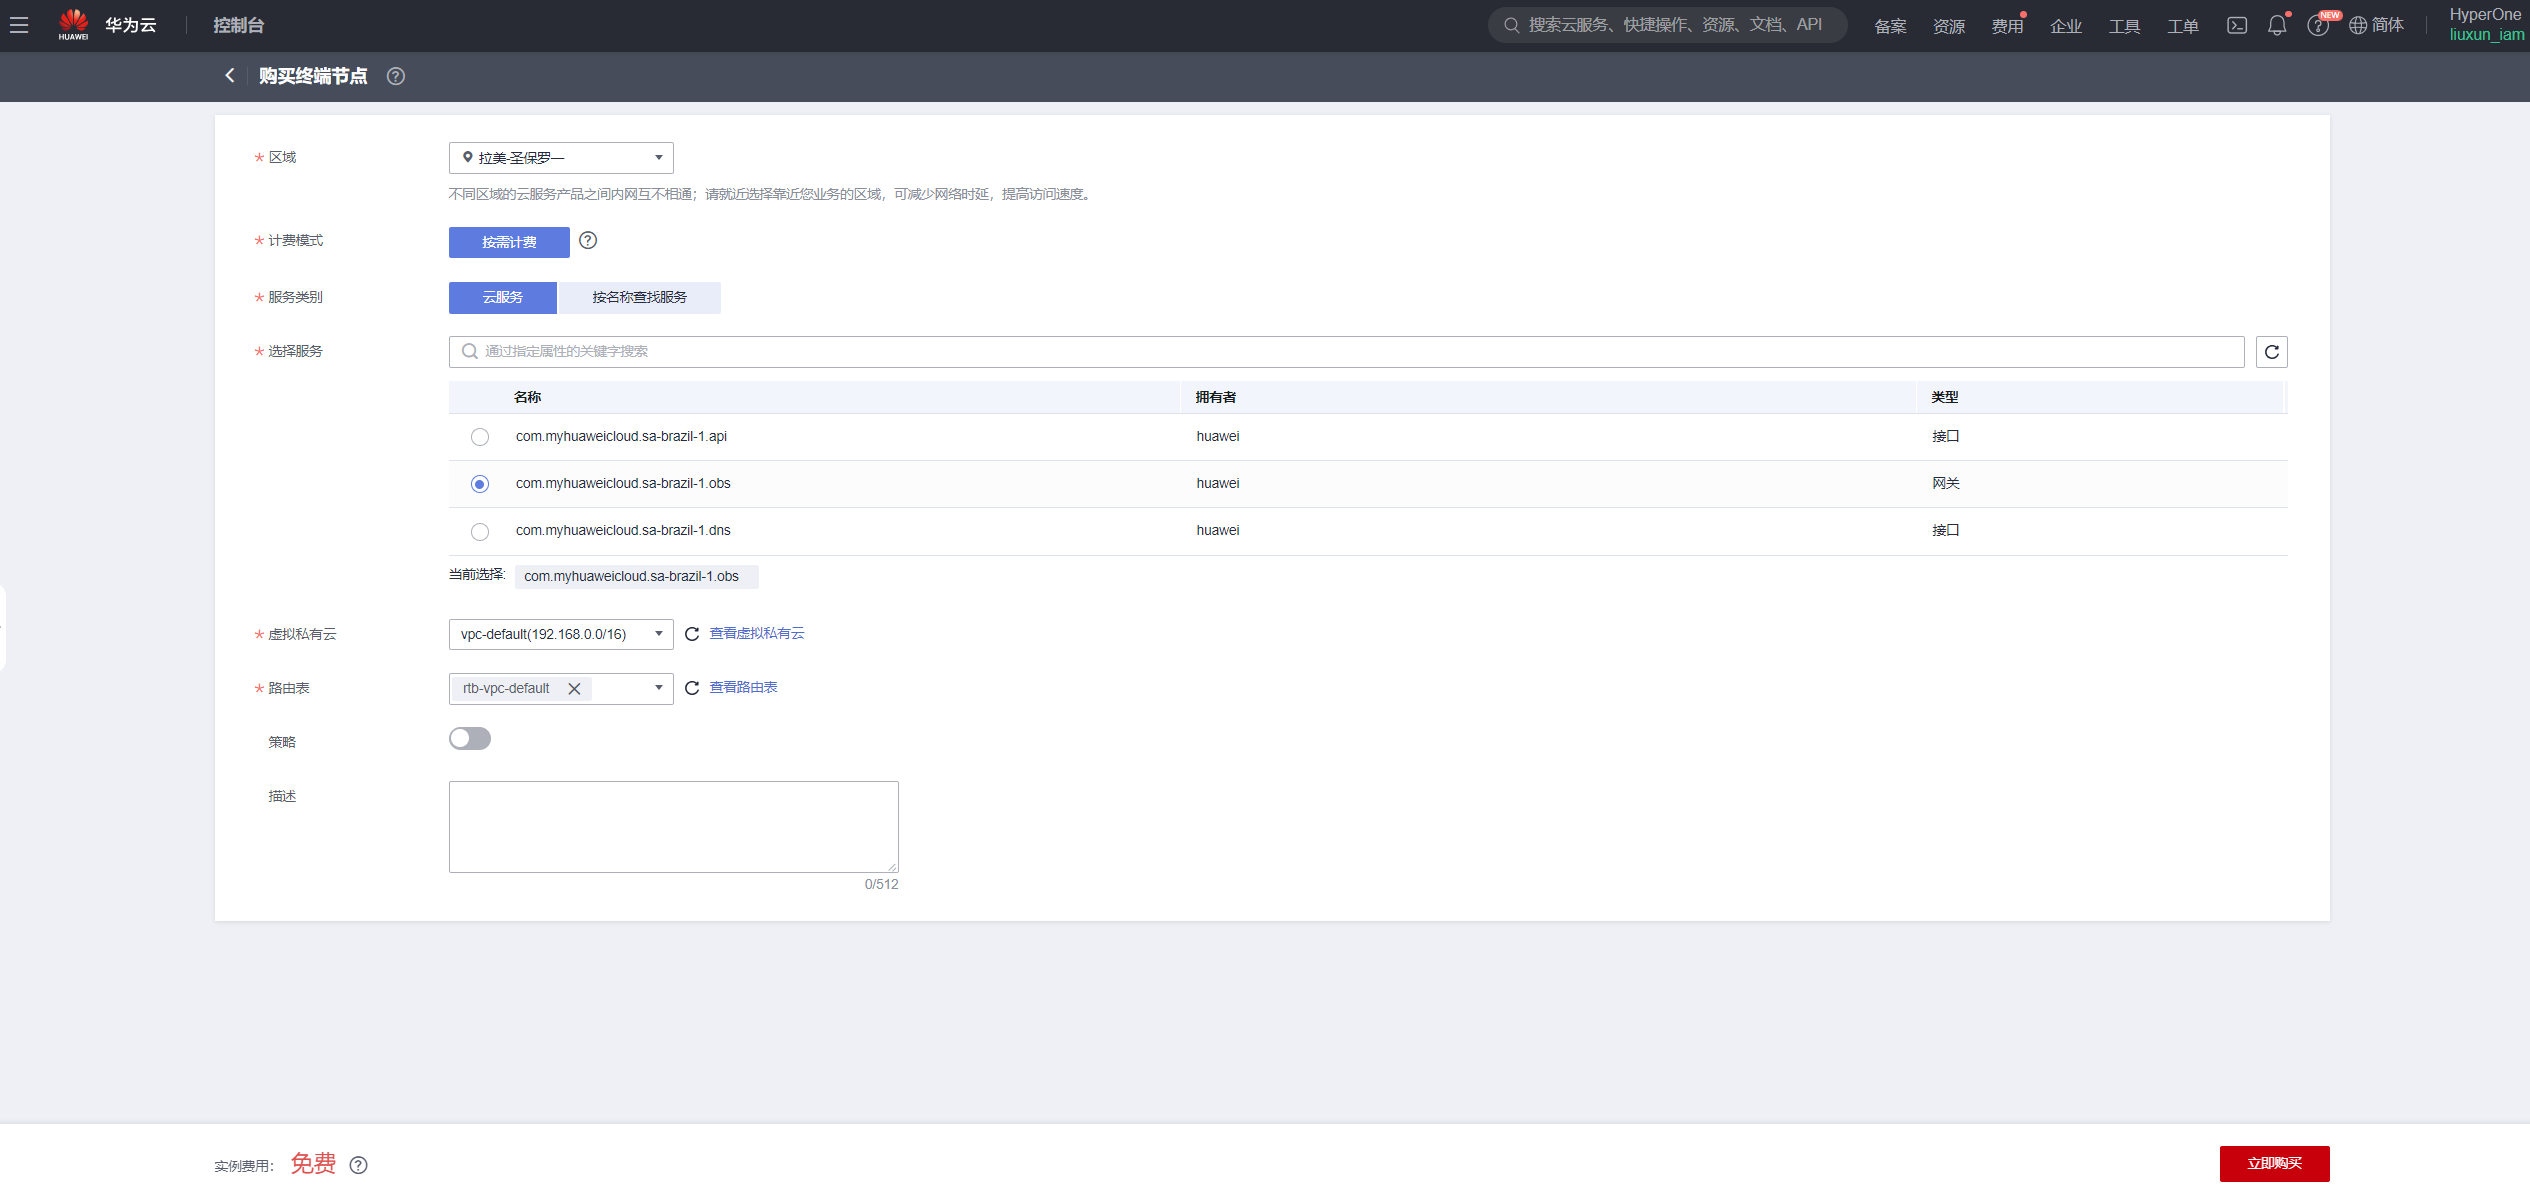 HUAWEI 华为云 控制台 搜索云服务、快捷操作、资源、文档、API 备案 资源 费用 企业 工具 工单 NEW 简体 HyperOne
liuxun_iam
购买终端节点
* 区域 拉美-圣保罗一
不同区域的云服务产品之间内网互不相通；请就近选择靠近您业务的区域，可减少网络时延，提高访问速度。
* 计费模式 按需计费
* 服务类别 云服务 按名称查找服务
* 选择服务 通过指定属性的关键字搜索
名称 拥有者 类型
com.myhuaweicloud.sa-brazil-1.api huawei 接口
com.myhuaweicloud.sa-brazil-1.obs huawei 网关
com.myhuaweicloud.sa-brazil-1.dns huawei 接口
当前选择: com.myhuaweicloud.sa-brazil-1.obs
* 虚拟私有云 vpc-default(192.168.0.0/16) 查看虚拟私有云
* 路由表 rtb-vpc-default 查看路由表
策略
描述
0/512
实例费用: 免费 立即购买